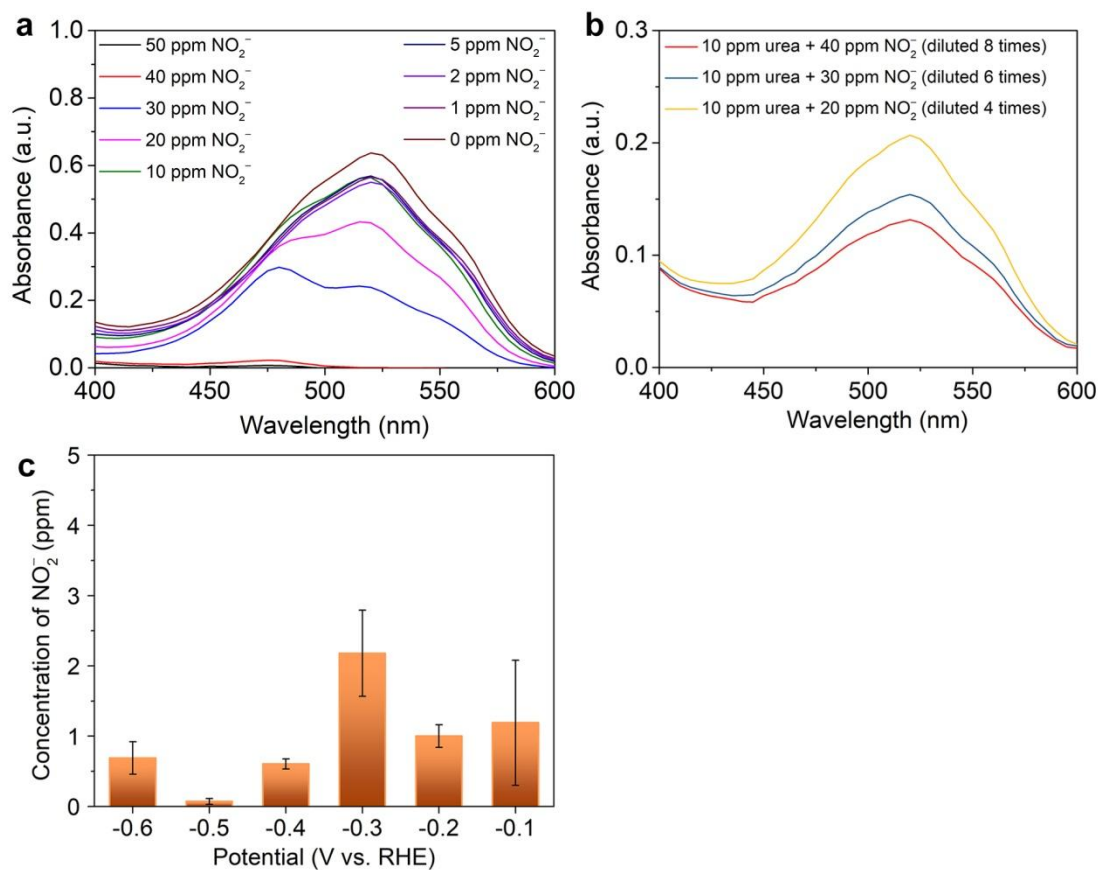 a
1.0
0.8
0.6
0.4
0.2
0.0
Absorbance (a.u.)
50 ppm NO₂⁻
40 ppm NO₂⁻
30 ppm NO₂⁻
20 ppm NO₂⁻
10 ppm NO₂⁻
5 ppm NO₂⁻
2 ppm NO₂⁻
1 ppm NO₂⁻
0 ppm NO₂⁻
400 450 500 550 600
Wavelength (nm)
b
0.3
0.2
0.1
0.0
Absorbance (a.u.)
10 ppm urea + 40 ppm NO₂⁻ (diluted 8 times)
10 ppm urea + 30 ppm NO₂⁻ (diluted 6 times)
10 ppm urea + 20 ppm NO₂⁻ (diluted 4 times)
400 450 500 550 600
Wavelength (nm)
c
5
4
3
2
1
0
Concentration of NO₂⁻ (ppm)
-0.6 -0.5 -0.4 -0.3 -0.2 -0.1
Potential (V vs. RHE)